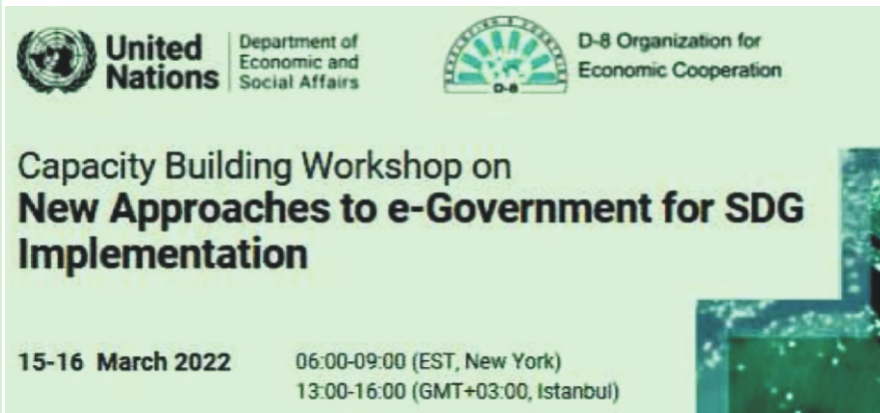 United
Nations
Department of
Economic and
Social Affairs
D-8
D-8 Organization for
Economic Cooperation
Capacity Building Workshop on
New Approaches to e-Government for SDG
Implementation
15-16 March 2022
06:00-09:00 (EST, New York)
13:00-16:00 (GMT+03:00, Istanbul)